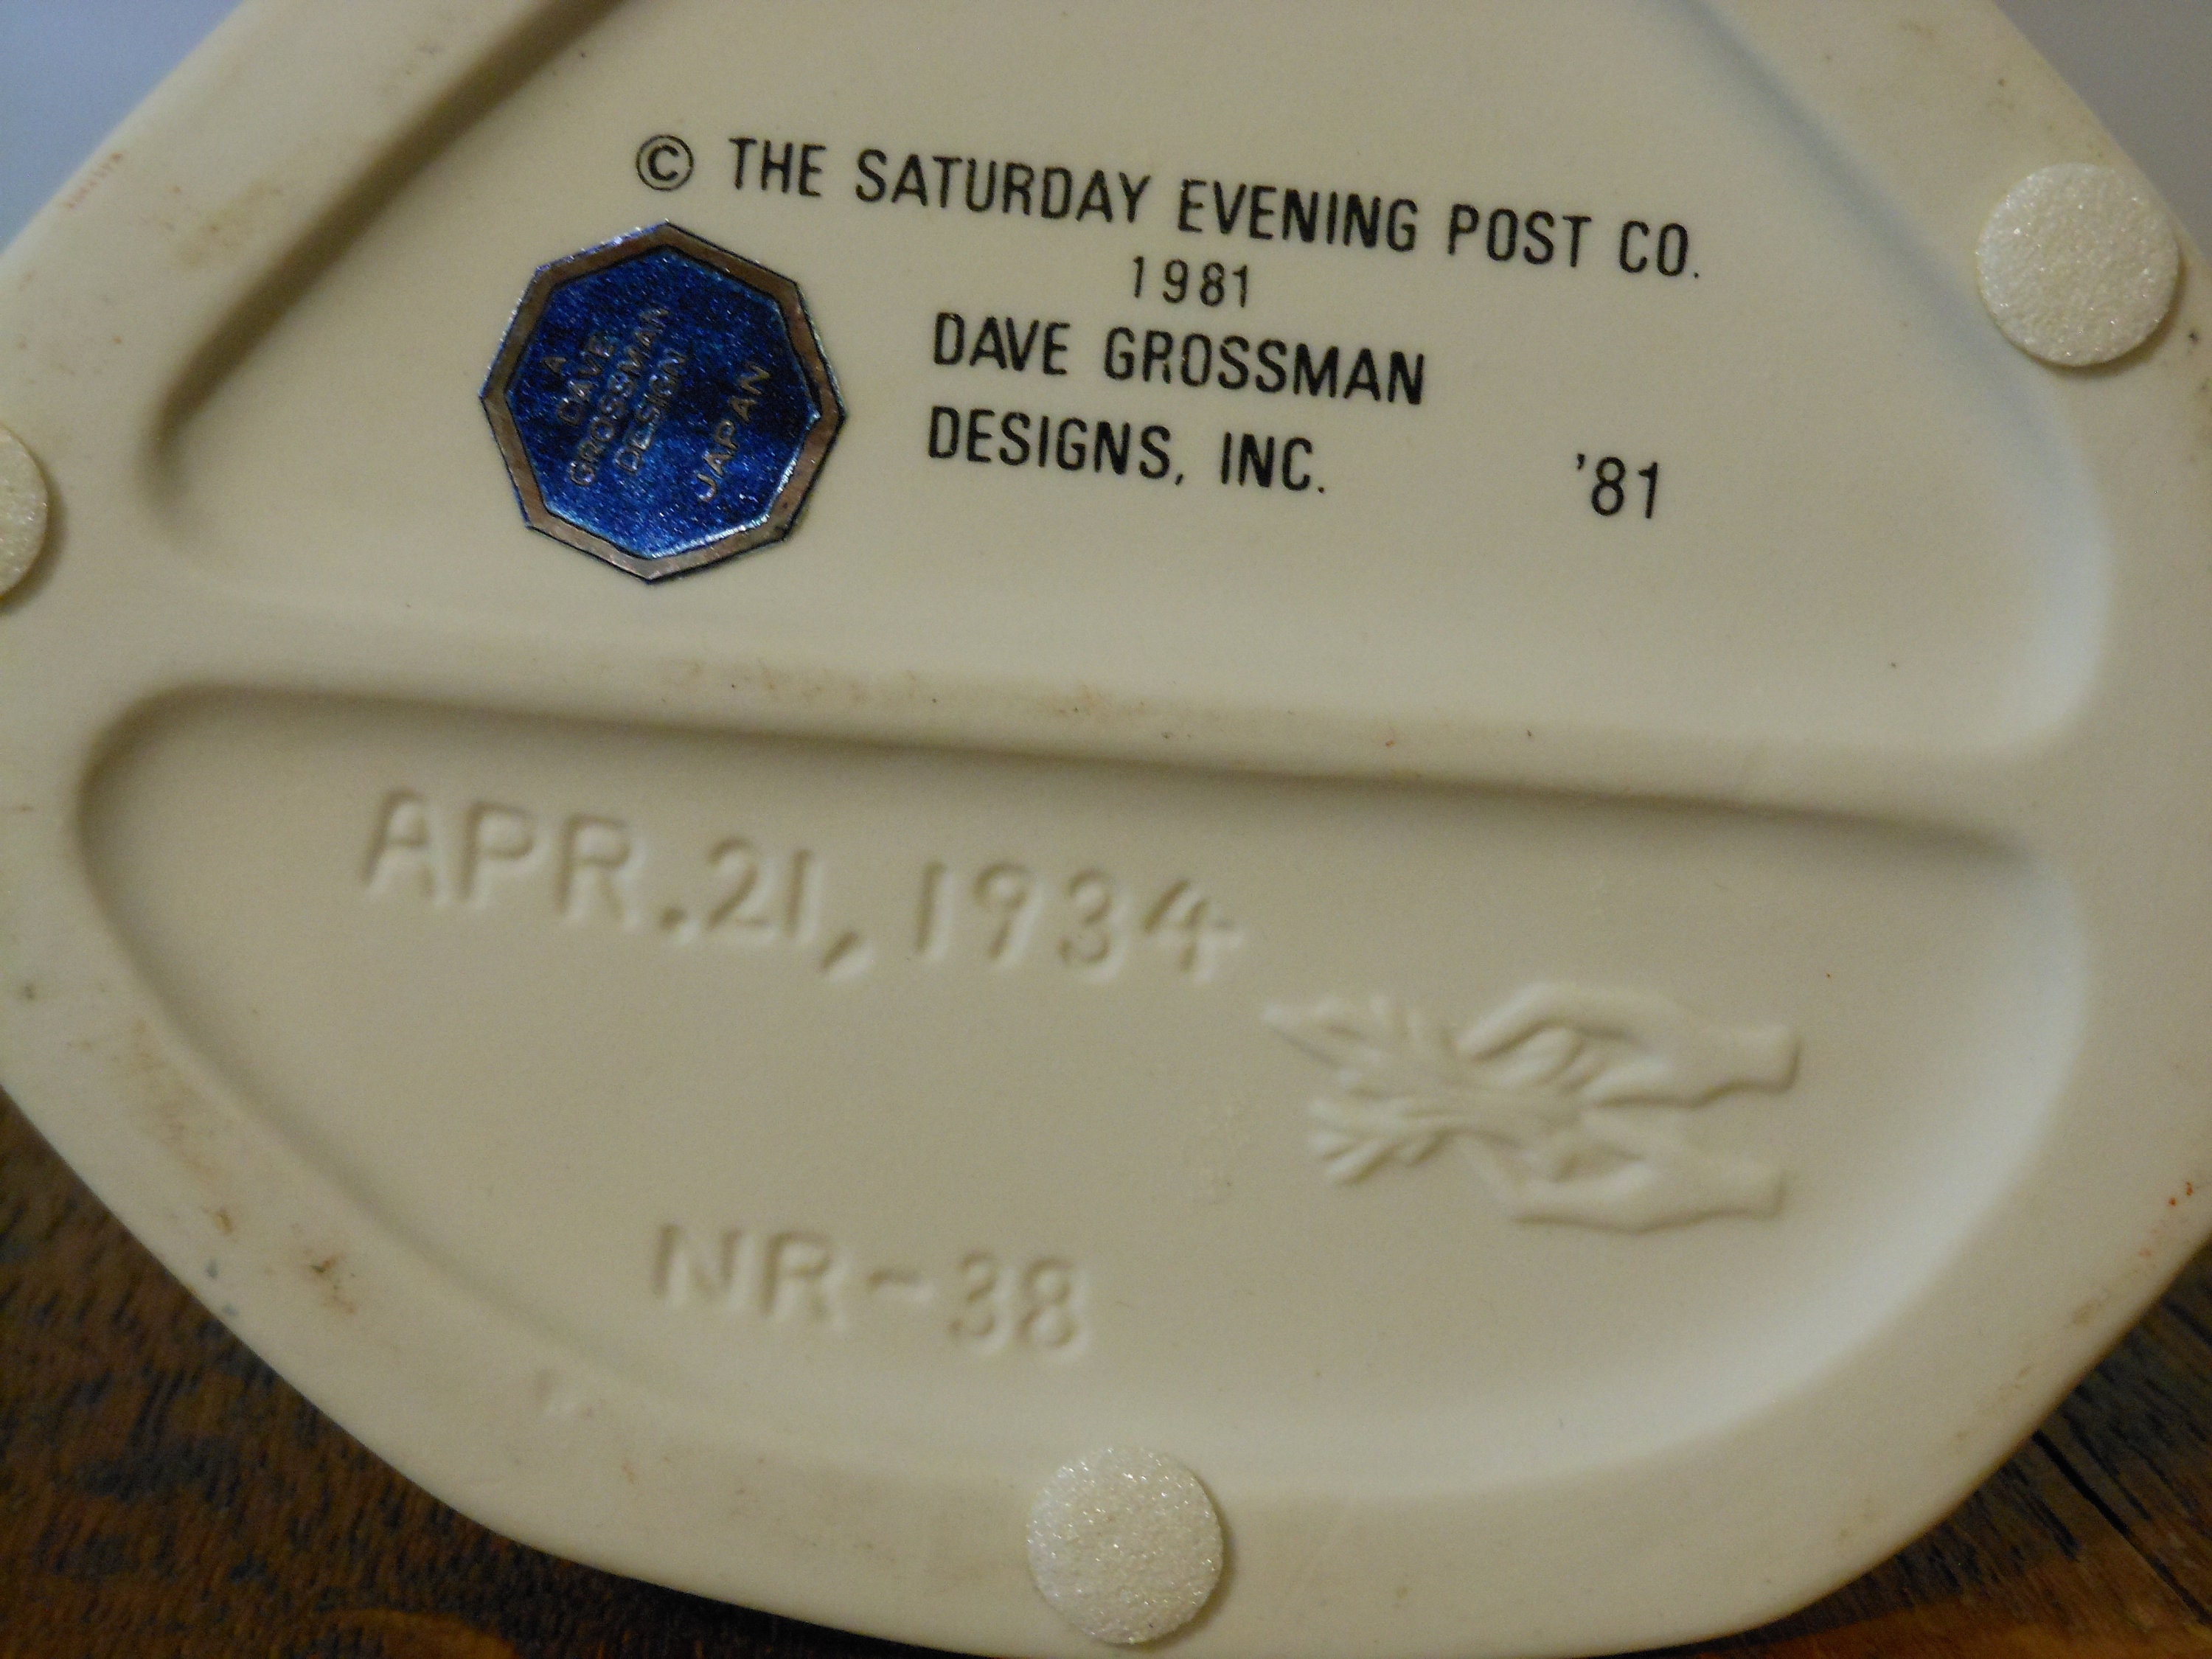 © THE SATURDAY EVENING POST CO.
1981
DAVE GROSSMAN
DESIGNS, INC.
'81
A
DAVE
GROSSMAN
DESIGN
JAPAN
APR.21,1934
NR-38